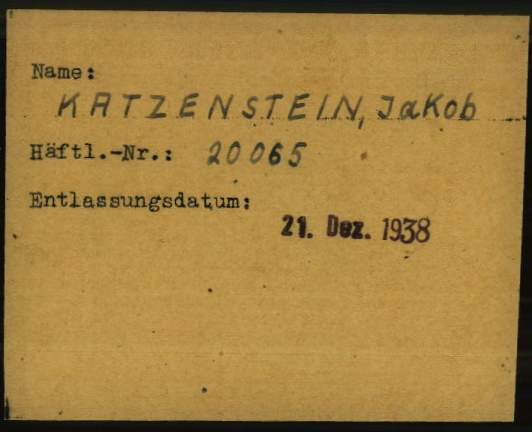 Name:
KATZENSTEIN, JaKob
Häftl.-Nr.: 20065
Entlassungsdatum:
21. Dez. 1938